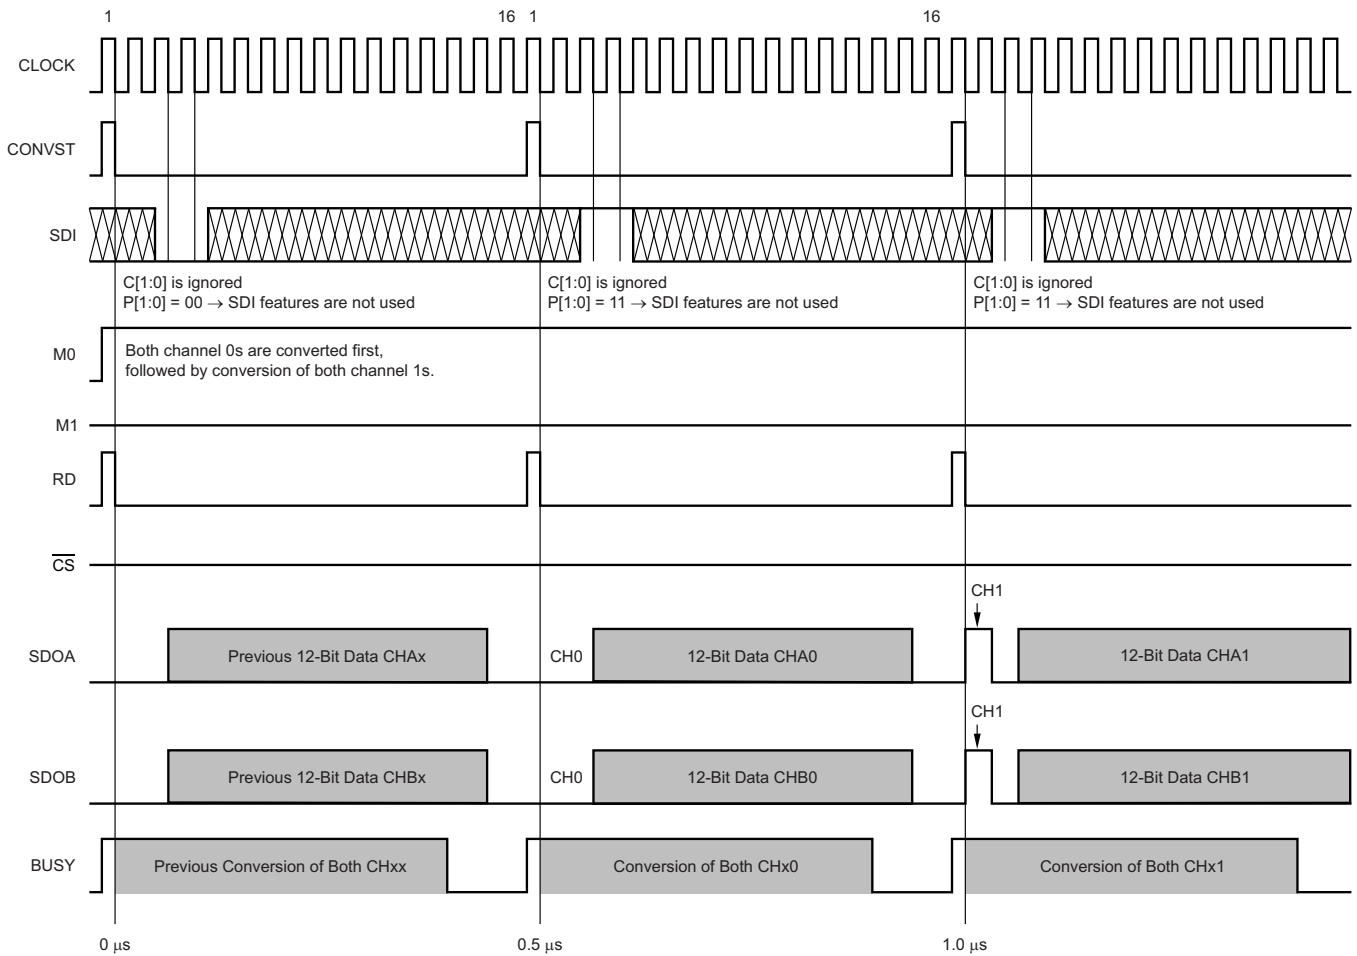 1
16 1
16
CLOCK
CONVST
SDI
C[1:0] is ignored
P[1:0] = 00 → SDI features are not used
C[1:0] is ignored
P[1:0] = 11 → SDI features are not used
C[1:0] is ignored
P[1:0] = 11 → SDI features are not used
M0
Both channel 0s are converted first,
followed by conversion of both channel 1s.
M1
RD
CS
CH1
SDOA
Previous 12-Bit Data CHAx
CH0
12-Bit Data CHA0
12-Bit Data CHA1
CH1
SDOB
Previous 12-Bit Data CHBx
CH0
12-Bit Data CHB0
12-Bit Data CHB1
BUSY
Previous Conversion of Both CHxx
Conversion of Both CHx0
Conversion of Both CHx1
0 μs
0.5 μs
1.0 μs